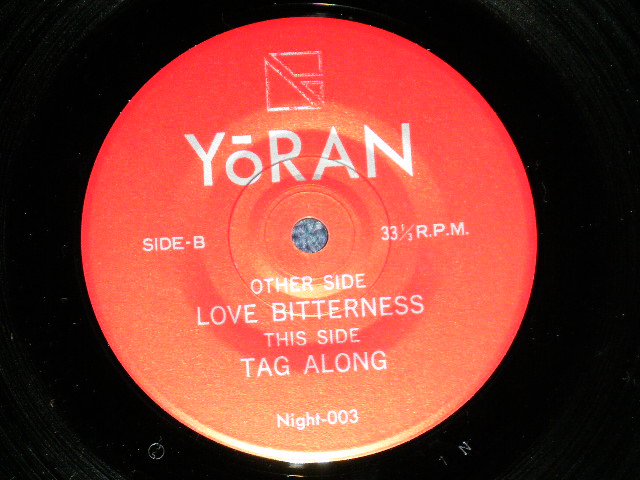 YōRAN
SIDE-B
33⅓ R.P.M.
OTHER SIDE
LOVE BITTERNESS
THIS SIDE
TAG ALONG
Night-003